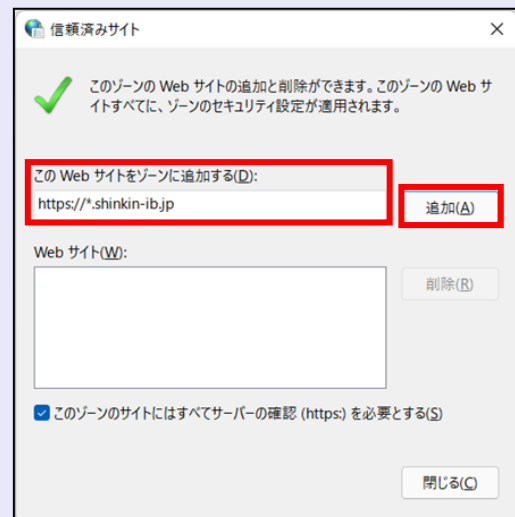 信頼済みサイト
このゾーンの Web サイトの追加と削除ができます。このゾーンの Web サ
イトすべてに、ゾーンのセキュリティ設定が適用されます。
この Web サイトをゾーンに追加する(D):
https://*.shinkin-ib.jp
追加(A)
Web サイト(W):
削除(R)
このゾーンのサイトにはすべてサーバーの確認 (https:) を必要とする(S)
閉じる(C)